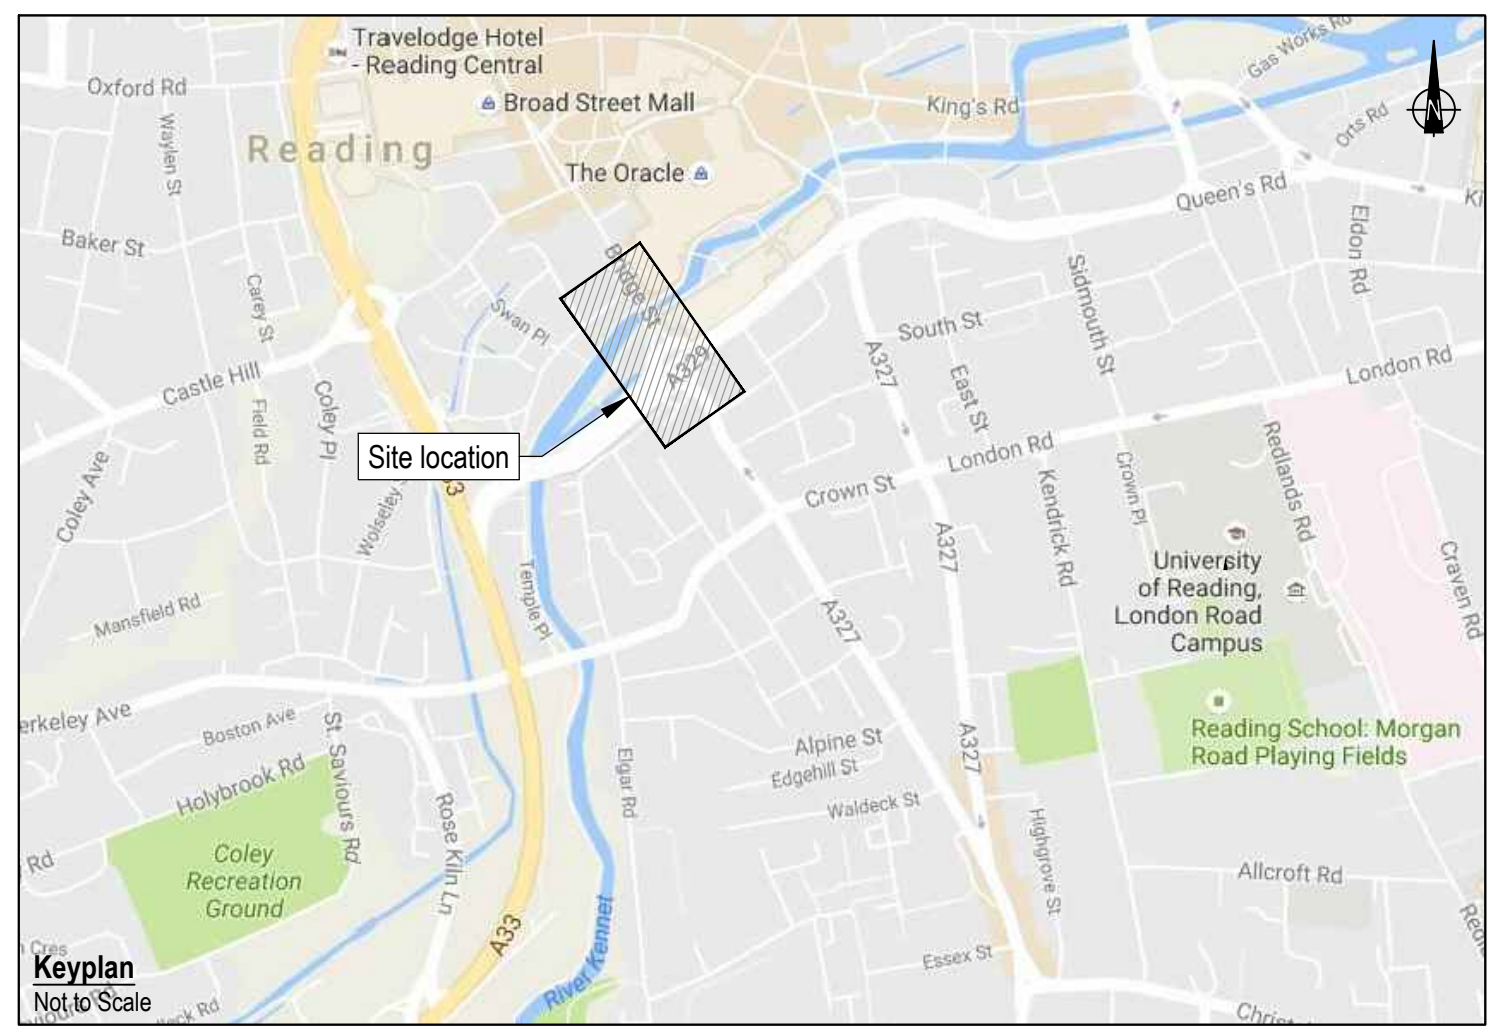 Travelodge Hotel
- Reading Central
Gas Works Rd
Oxford Rd
Broad Street Mall
King's Rd
N
Waylen St
Orts Rd
Reading
The Oracle
Queen's Rd
Ki
Baker St
Eldon Rd
Bridge St
Sidmouth St
Carey St
Swan Pl
South St
A329
A327
London Rd
Castle Hill
East St
Coley Pl
Field Rd
Site location
Redlands Rd
London Rd
Coley Ave
Crown St
Crown Pl
Kendrick Rd
Wolseley
A327
University
of Reading,
London Road
Campus
Craven Rd
Temple Pl
Mansfield Rd
A327
erkeley Ave
Boston Ave
St. Saviours Rd
Alpine St
A327
Reading School: Morgan
Road Playing Fields
Holybrook Rd
Edgehill St
Elgar Rd
Rose Kiln Ln
Waldeck St
Highgrove St
Rd
Coley
Recreation
Ground
Allcroft Rd
A33
River Kennet
Essex St
Cres
Keyplan
Not to Scale